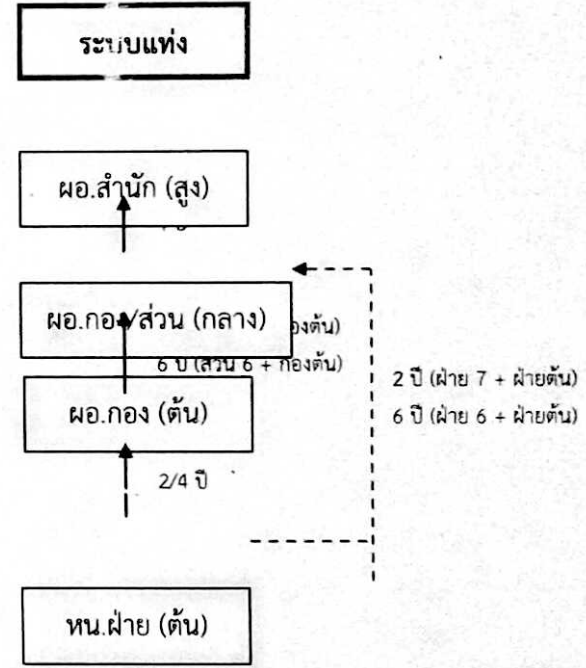 ระบบแท่ง
ผอ.สำนัก (สูง)
ผอ.กอง/ส่วน (กลาง)
องต้น)
6 ปี (ส่วน 6 + กองต้น)
2 ปี (ฝ่าย 7 + ฝ่ายต้น)
6 ปี (ฝ่าย 6 + ฝ่ายต้น)
ผอ.กอง (ต้น)
2/4 ปี
หน.ฝ่าย (ต้น)